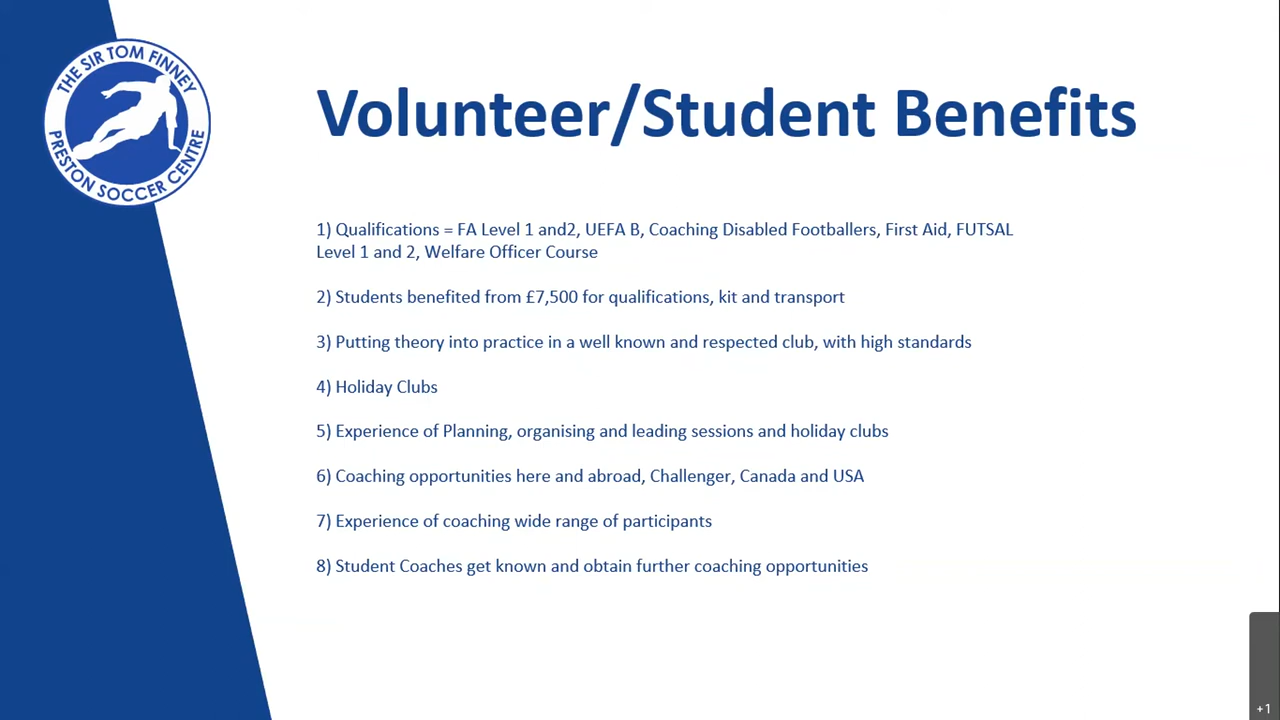 THE SIR TOM FINNEY
PRESTON SOCCER CENTRE
Volunteer/Student Benefits
1) Qualifications = FA Level 1 and2, UEFA B, Coaching Disabled Footballers, First Aid, FUTSAL
Level 1 and 2, Welfare Officer Course
2) Students benefited from £7,500 for qualifications, kit and transport
3) Putting theory into practice in a well known and respected club, with high standards
4) Holiday Clubs
5) Experience of Planning, organising and leading sessions and holiday clubs
6) Coaching opportunities here and abroad, Challenger, Canada and USA
7) Experience of coaching wide range of participants
8) Student Coaches get known and obtain further coaching opportunities
+1